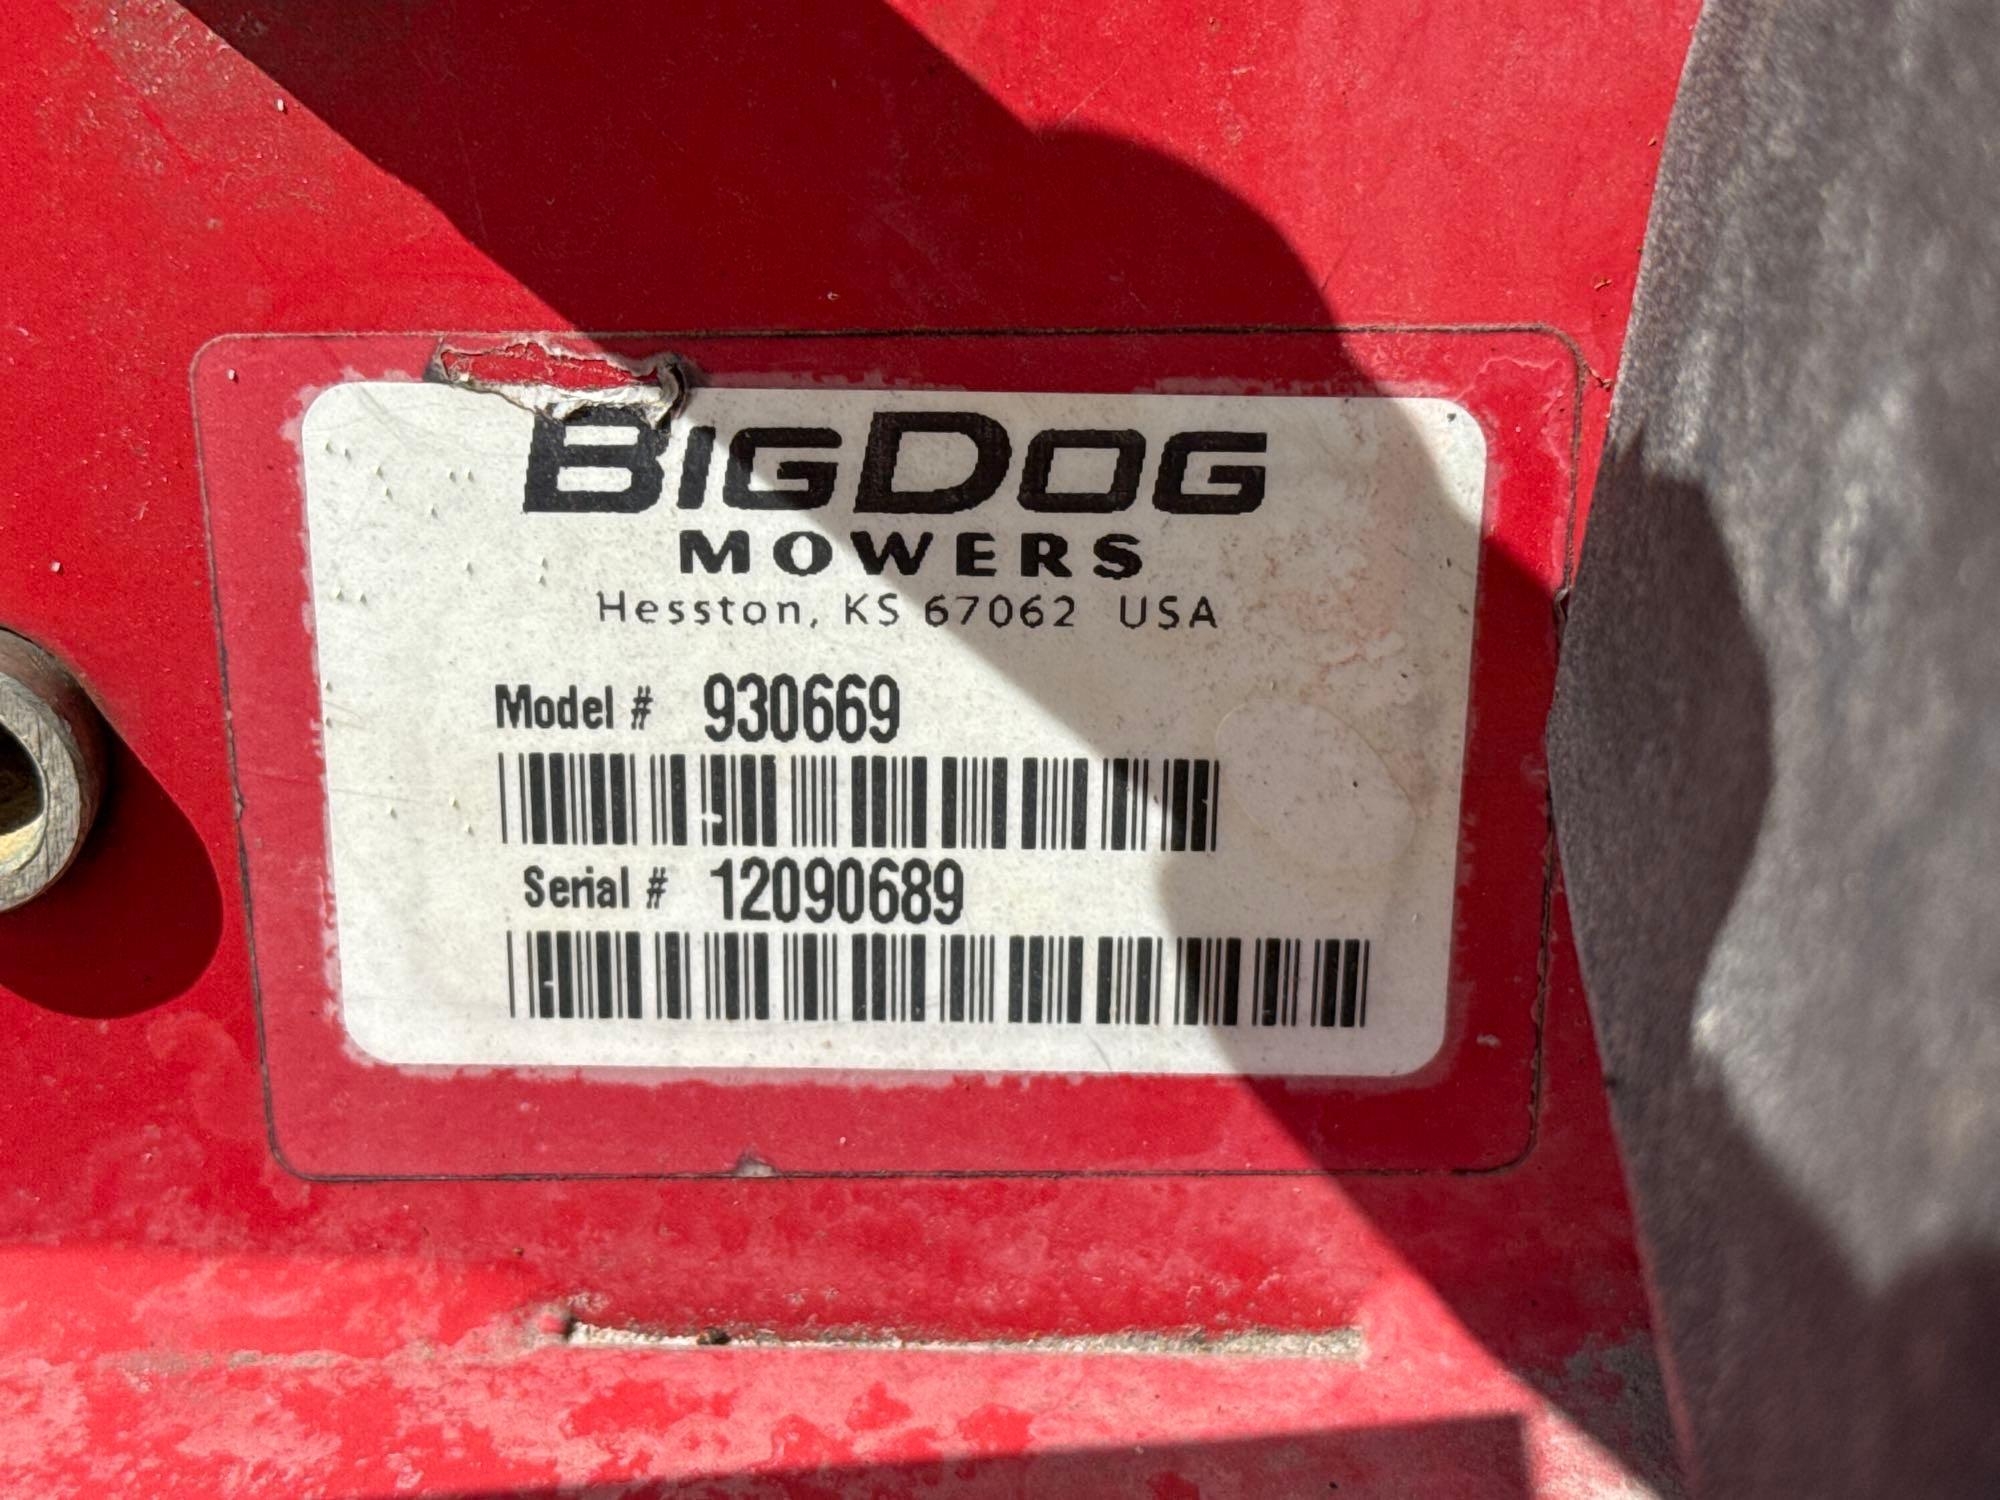 BIGDOG
MOWERS
Hesston, KS 67062 USA
Model # 930669
Serial # 12090689